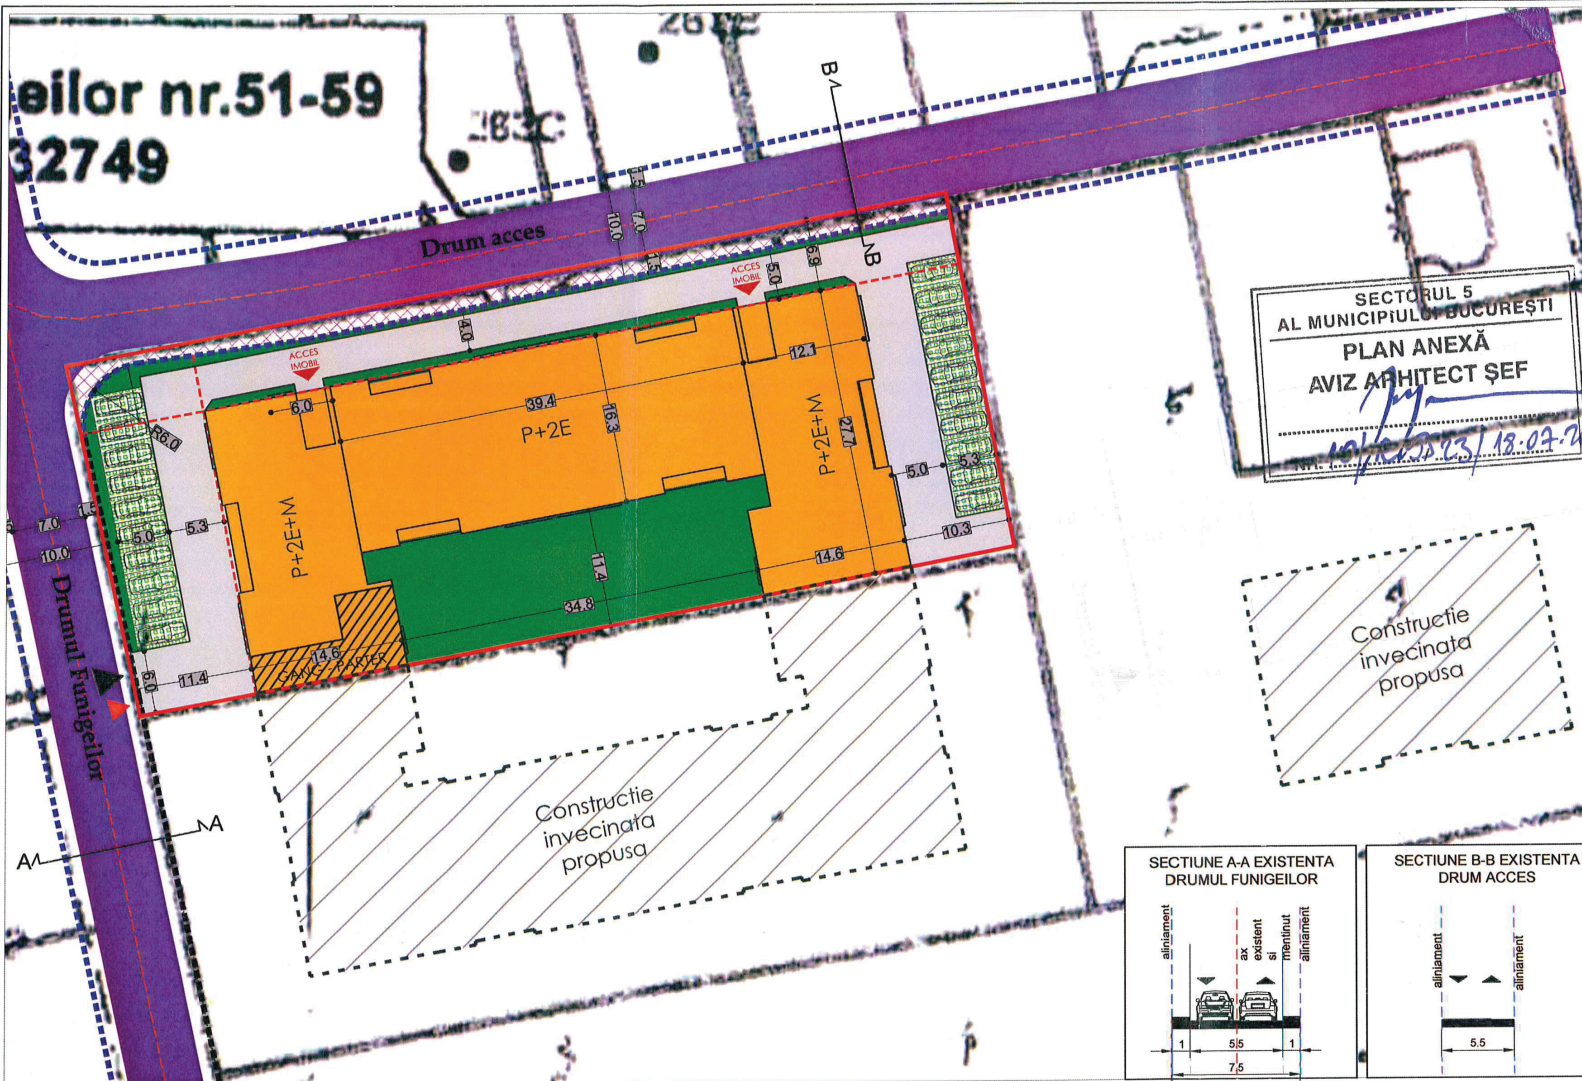 eilor nr.51-59
32749
B
B
Drum acces
1.5
7.0
10.0
1.5
ACCES
IMOBIL
5.0
6.9
4.0
ACCES
IMOBIL
R6.0
6.0
39.4
16.3
12.1
P+2E
P+2E+M
27.7
5.0
5.3
10.3
14.6
11.4
34.8
P+2E+M
5.3
5.0
7.0
1.5
10.0
14.6
GANG PARTER
6.0
11.4
Drumul Funigeilor
A
A
SECTORUL 5
AL MUNICIPIULUI BUCUREȘTI
PLAN ANEXĂ
AVIZ ARHITECT ȘEF
18.07.2
Constructie
invecinata
propusa
Constructie
invecinata
propusa
SECTIUNE A-A EXISTENTA
DRUMUL FUNIGEILOR
aliniament
ax
existent
si
mentinut
aliniament
1
5.5
1
7.5
SECTIUNE B-B EXISTENTA
DRUM ACCES
aliniament
aliniament
5.5